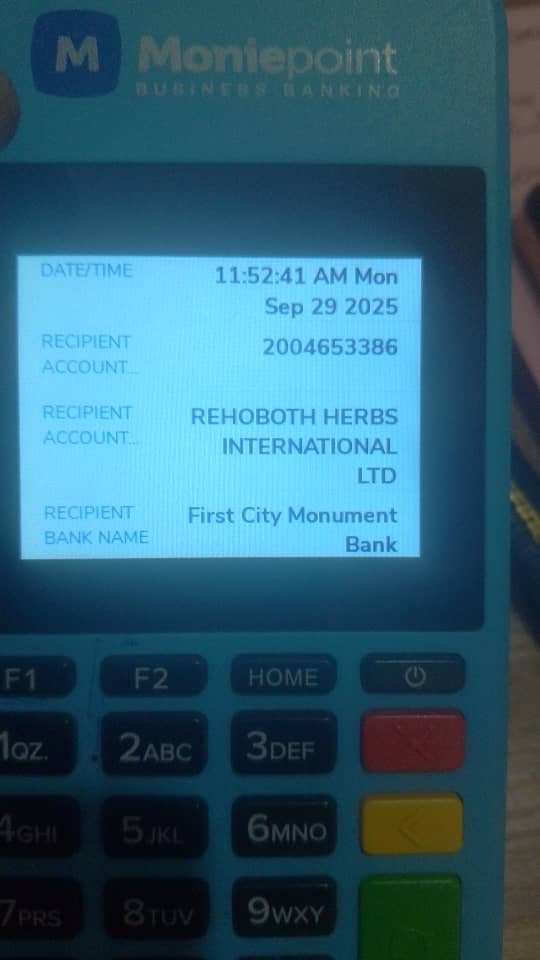 M Moniepoint
BUSINESS BANKING
DATE/TIME 11:52:41 AM Mon
Sep 29 2025
RECIPIENT 2004653386
ACCOUNT...
RECIPIENT REHOBOTH HERBS
ACCOUNT... INTERNATIONAL
LTD
RECIPIENT First City Monument
BANK NAME Bank
F1 F2 HOME
1QZ. 2ABC 3DEF
4GHI 5JKL 6MNO
7PRS 8TUV 9WXY